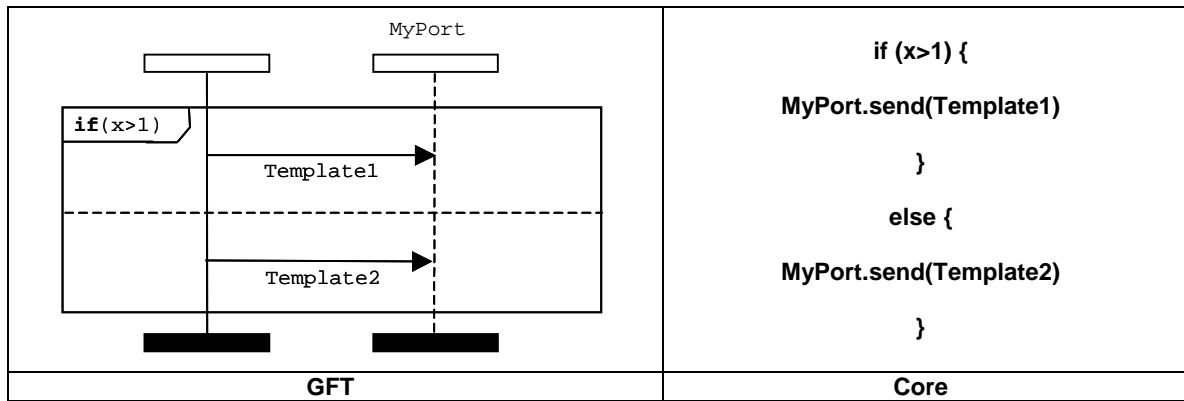 MyPort
if(x>1)
Template1
Template2
if (x>1) {
MyPort.send(Template1)
}
else {
MyPort.send(Template2)
}
GFT
Core